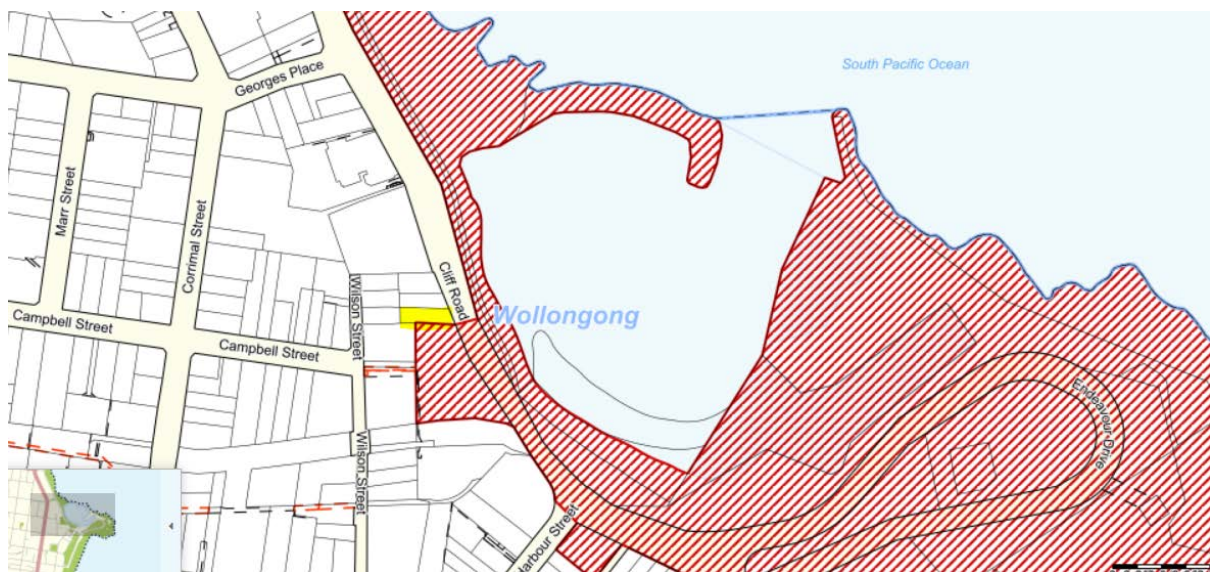 South Pacific Ocean
Georges Place
Marr Street
Corrimal Street
Cliff Road
Wilson Street
Wollongong
Campbell Street
Campbell Street
Endeavour Drive
Wilson Street
Harbour Street